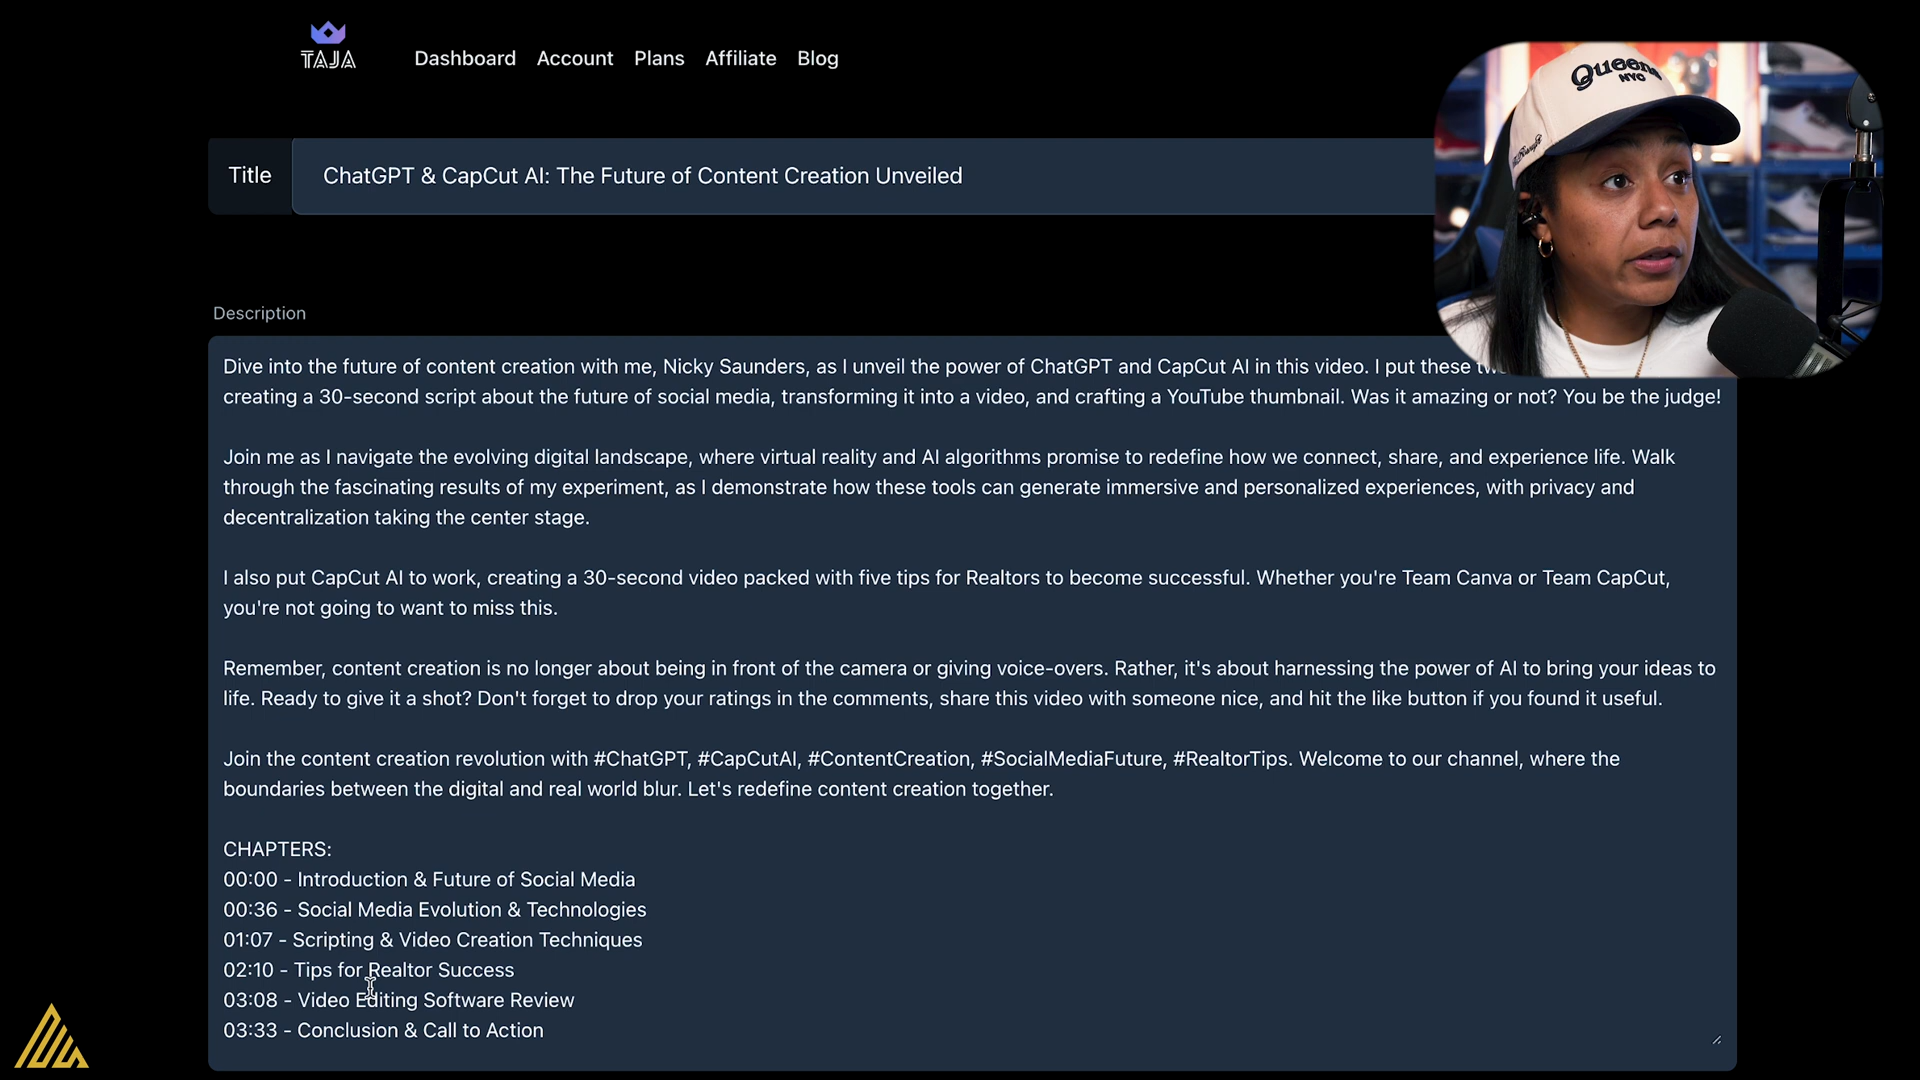 TAJA
Dashboard Account Plans Affiliate Blog
Queens
NYC
Title
ChatGPT & CapCut AI: The Future of Content Creation Unveiled
Description
Dive into the future of content creation with me, Nicky Saunders, as I unveil the power of ChatGPT and CapCut AI in this video. I put these
creating a 30-second script about the future of social media, transforming it into a video, and crafting a YouTube thumbnail. Was it amazing or not? You be the judge!
Join me as I navigate the evolving digital landscape, where virtual reality and AI algorithms promise to redefine how we connect, share, and experience life. Walk
through the fascinating results of my experiment, as I demonstrate how these tools can generate immersive and personalized experiences, with privacy and
decentralization taking the center stage.
I also put CapCut AI to work, creating a 30-second video packed with five tips for Realtors to become successful. Whether you're Team Canva or Team CapCut,
you're not going to want to miss this.
Remember, content creation is no longer about being in front of the camera or giving voice-overs. Rather, it's about harnessing the power of AI to bring your ideas to
life. Ready to give it a shot? Don't forget to drop your ratings in the comments, share this video with someone nice, and hit the like button if you found it useful.
Join the content creation revolution with #ChatGPT, #CapCutAI, #ContentCreation, #SocialMediaFuture, #RealtorTips. Welcome to our channel, where the
boundaries between the digital and real world blur. Let's redefine content creation together.
CHAPTERS:
00:00 - Introduction & Future of Social Media
00:36 - Social Media Evolution & Technologies
01:07 - Scripting & Video Creation Techniques
02:10 - Tips for Realtor Success
03:08 - Video Editing Software Review
03:33 - Conclusion & Call to Action